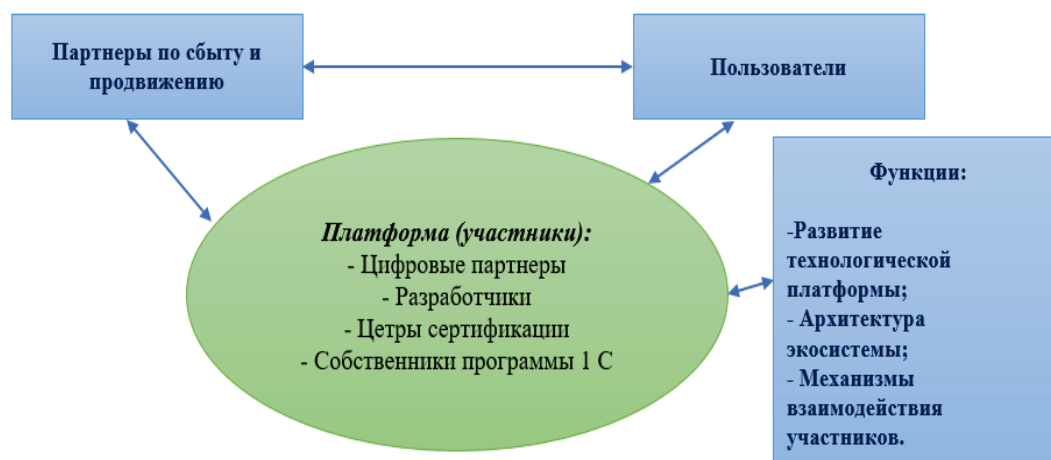 Партнеры по сбыту и
продвижению
Пользователи
Платформа (участники):
- Цифровые партнеры
- Разработчики
- Цетры сертификации
- Собственники программы 1 С
Функции:
-Развитие
технологической
платформы;
- Архитектура
экосистемы;
- Механизмы
взаимодействия
участников.